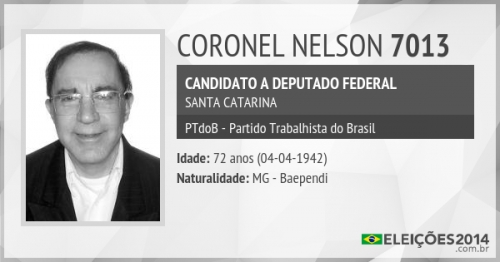 CORONEL NELSON 7013
CANDIDATO A DEPUTADO FEDERAL
SANTA CATARINA
PTdoB - Partido Trabalhista do Brasil
Idade: 72 anos (04-04-1942)
Naturalidade: MG - Baependi
ELEIÇÕES2014
.com.br